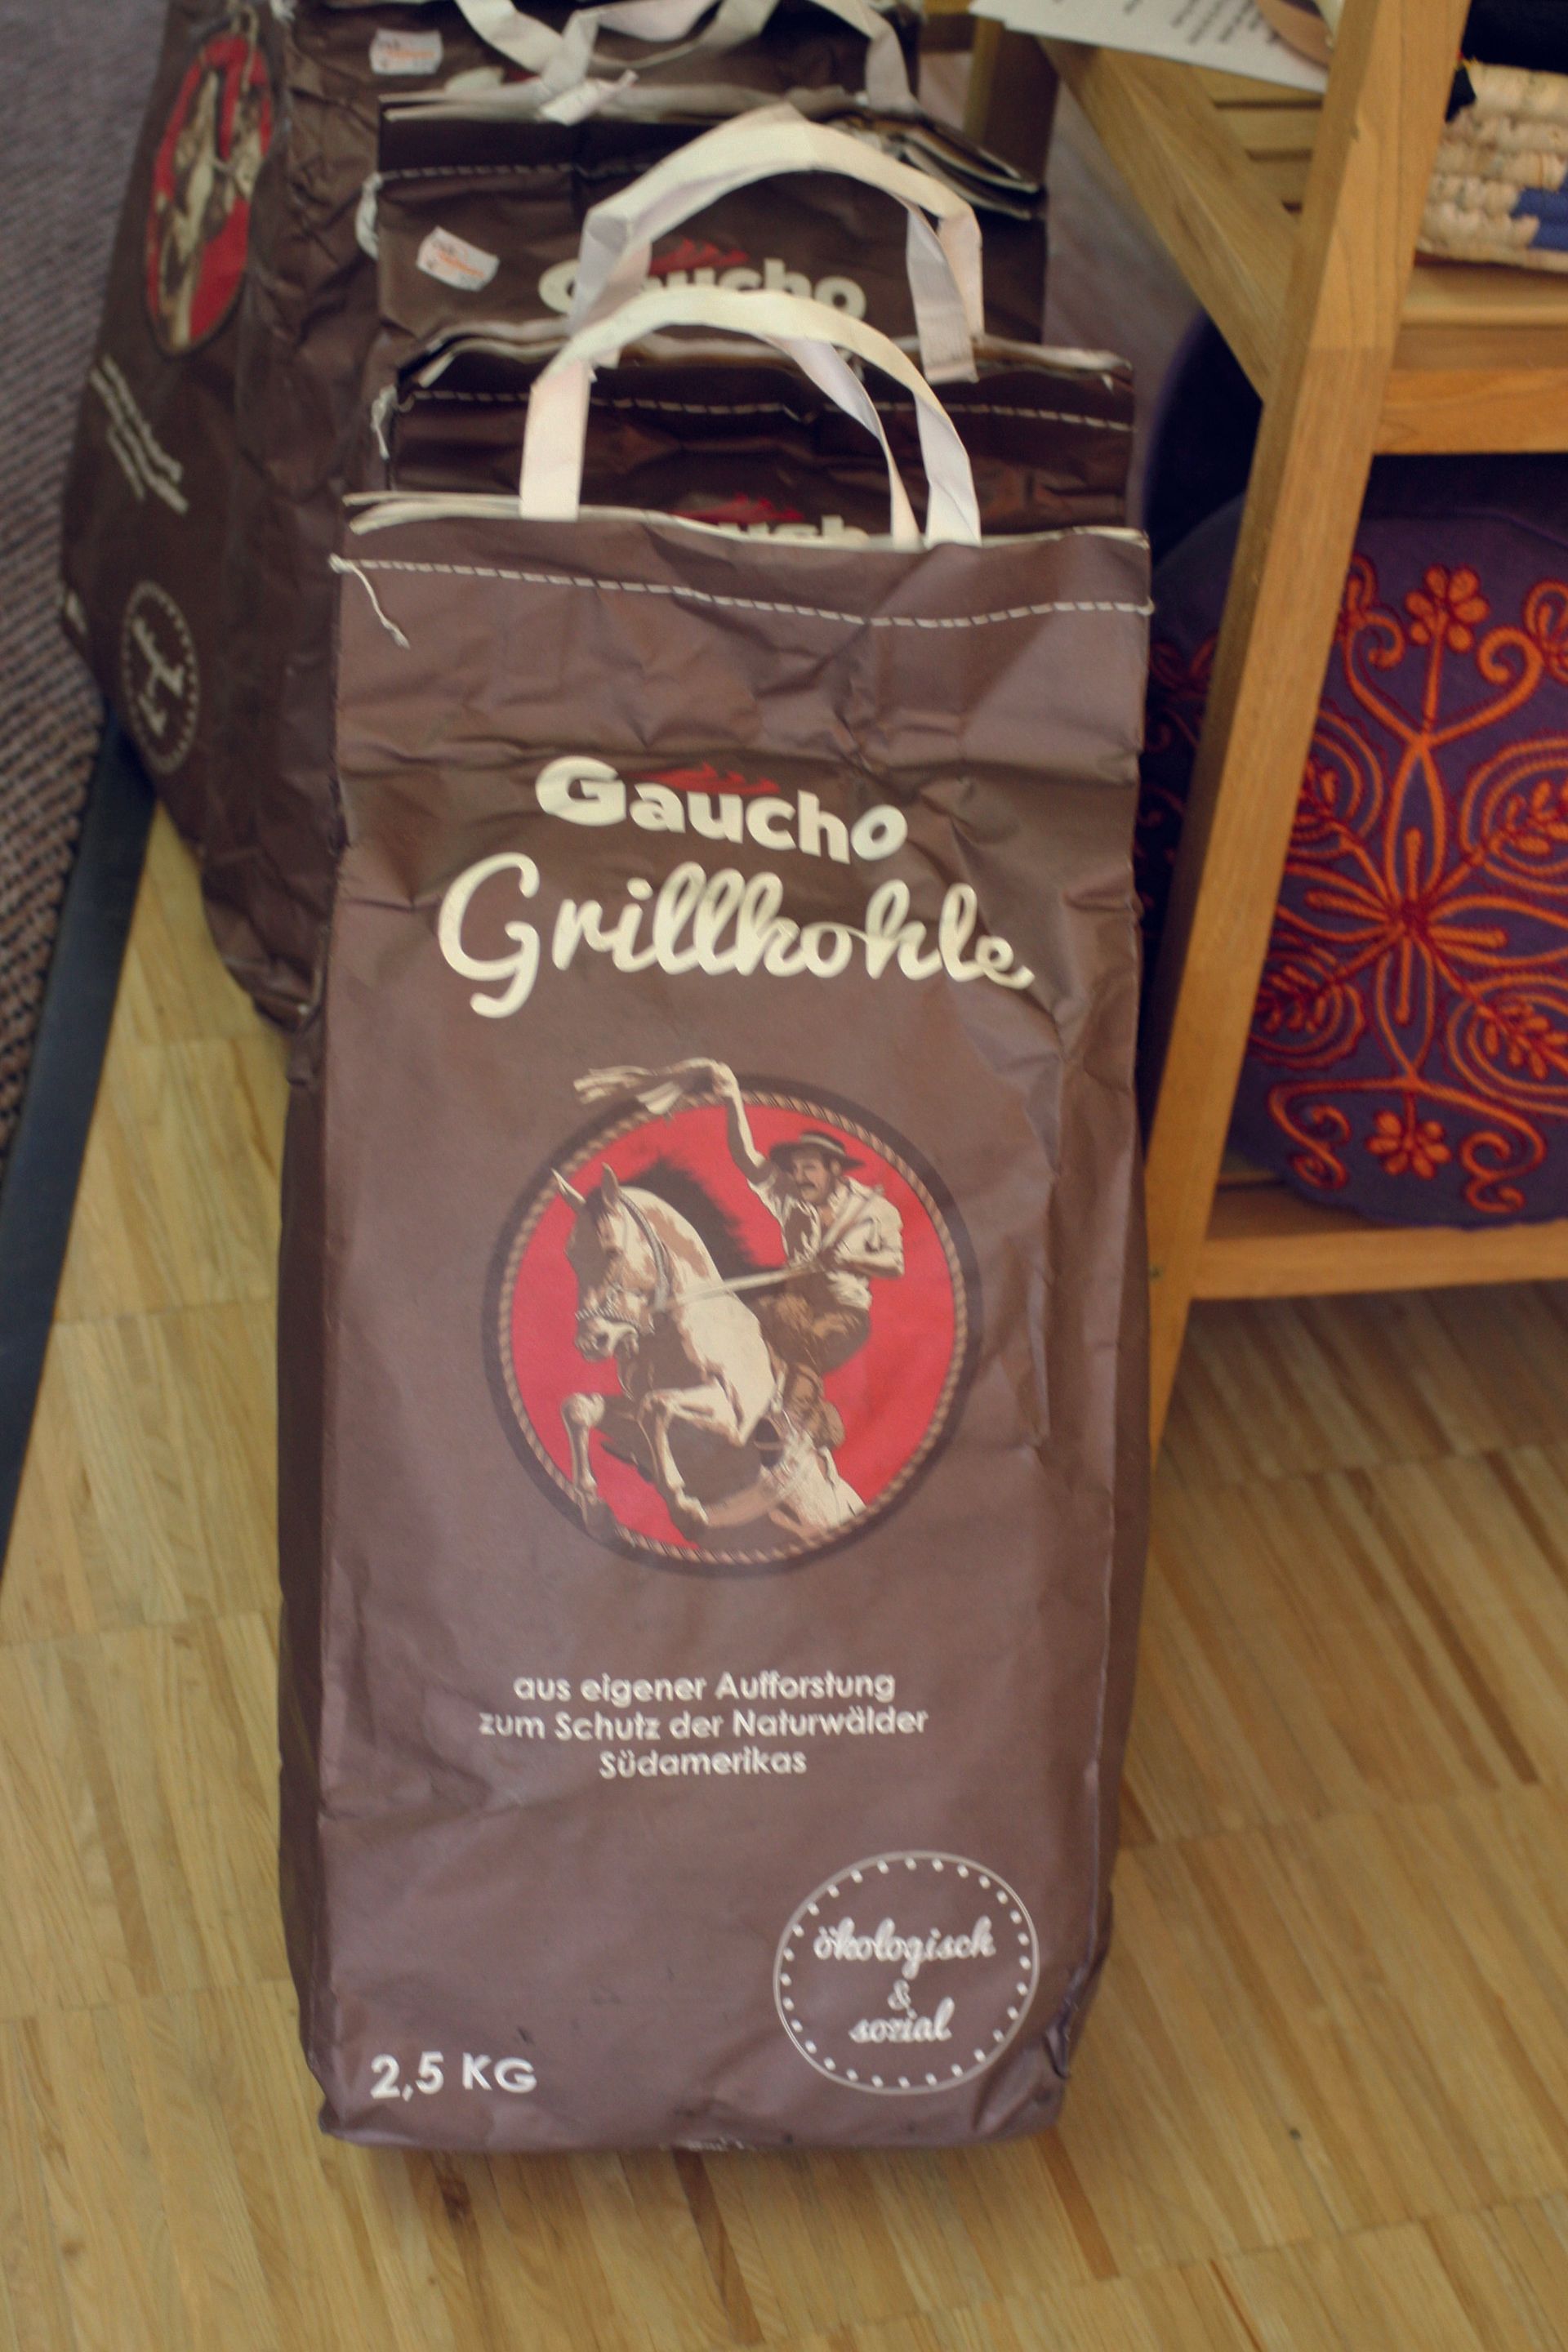 Gaucho
Gaucho
Grillkohle
aus eigener Aufforstung
zum Schutz der Naturwälder
Südamerikas
ökologisch
&
sozial
2,5 KG